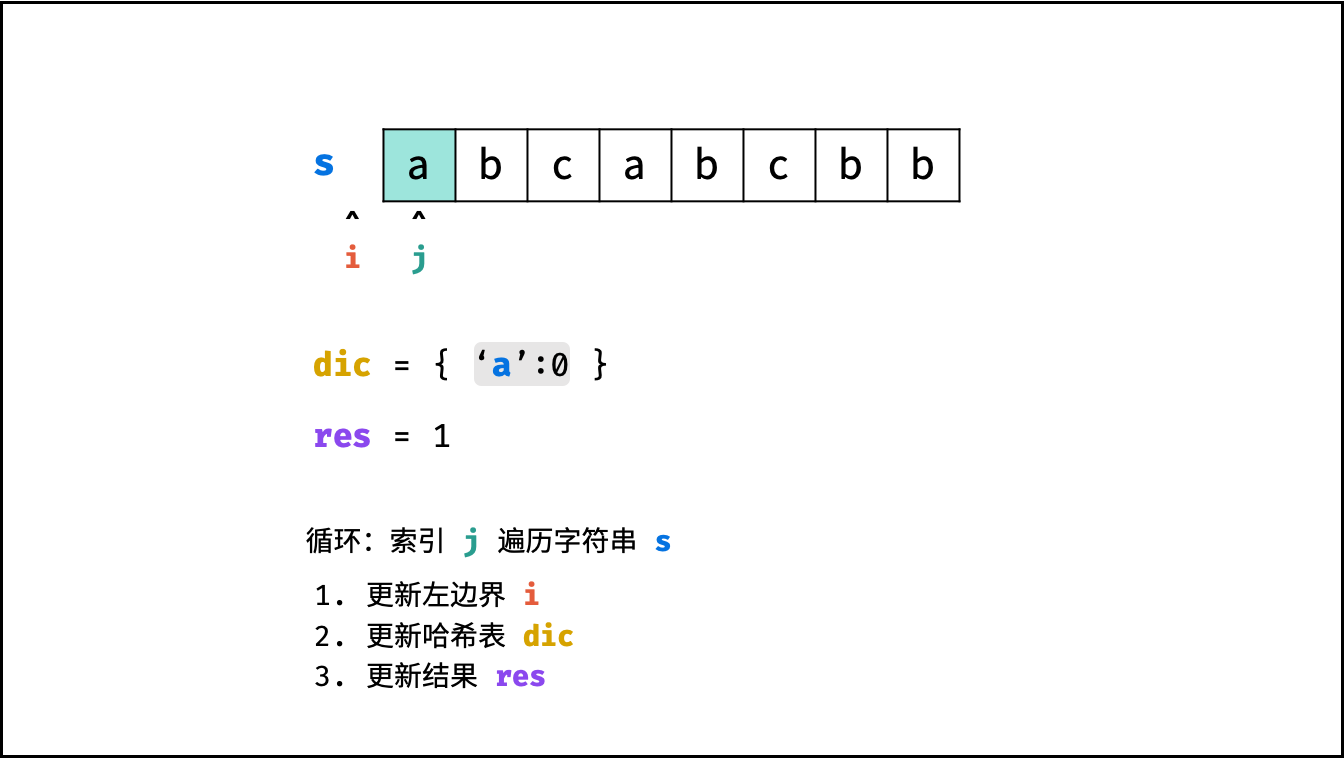 s a b c a b c b b
^ ^
i j
dic = { ‘a’:0 }
res = 1
循环：索引 j 遍历字符串 s
1. 更新左边界 i
2. 更新哈希表 dic
3. 更新结果 res